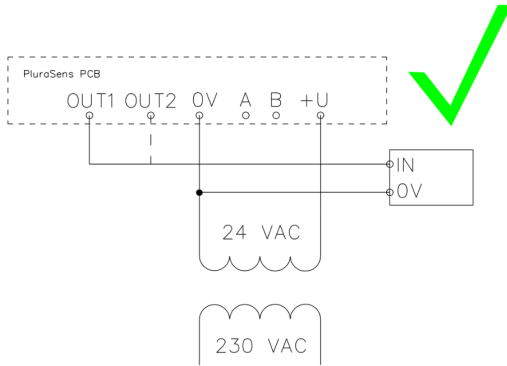 PluraSens PCB
OUT1 OUT2 0V A B +U
IN
0V
24 VAC
230 VAC